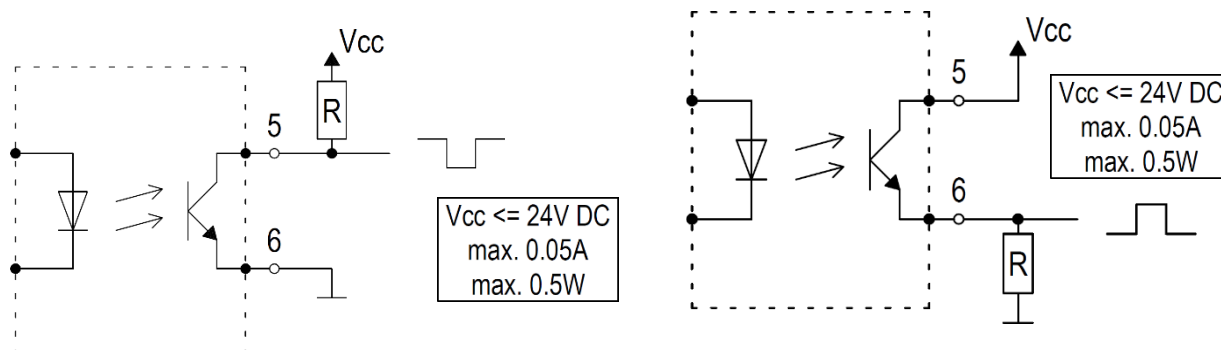 Vcc
R
5
6
Vcc <= 24V DC
max. 0.05A
max. 0.5W
Vcc
5
6
R
Vcc <= 24V DC
max. 0.05A
max. 0.5W